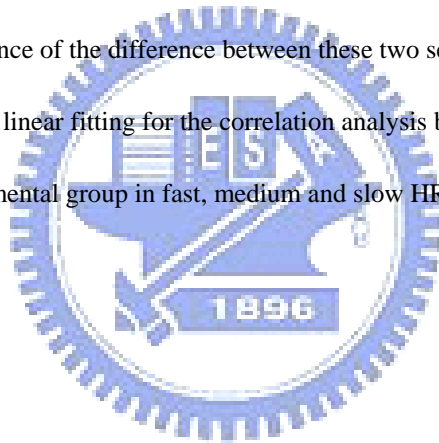 nce of the difference between these two s
linear fitting for the correlation analysis b
mental group in fast, medium and slow HR
E S
A
1896